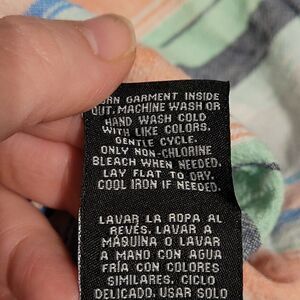 TURN GARMENT INSIDE
OUT. MACHINE WASH OR
HAND WASH COLD
WITH LIKE COLORS.
GENTLE CYCLE.
ONLY NON-CHLORINE
BLEACH WHEN NEEDED.
LAY FLAT TO DRY.
COOL IRON IF NEEDED.
LAVAR LA ROPA AL
REVÉS. LAVAR A
MÁQUINA O LAVAR
A MANO CON AGUA
FRÍA CON COLORES
SIMILARES. CICLO
DELICADO. USAR SOLO